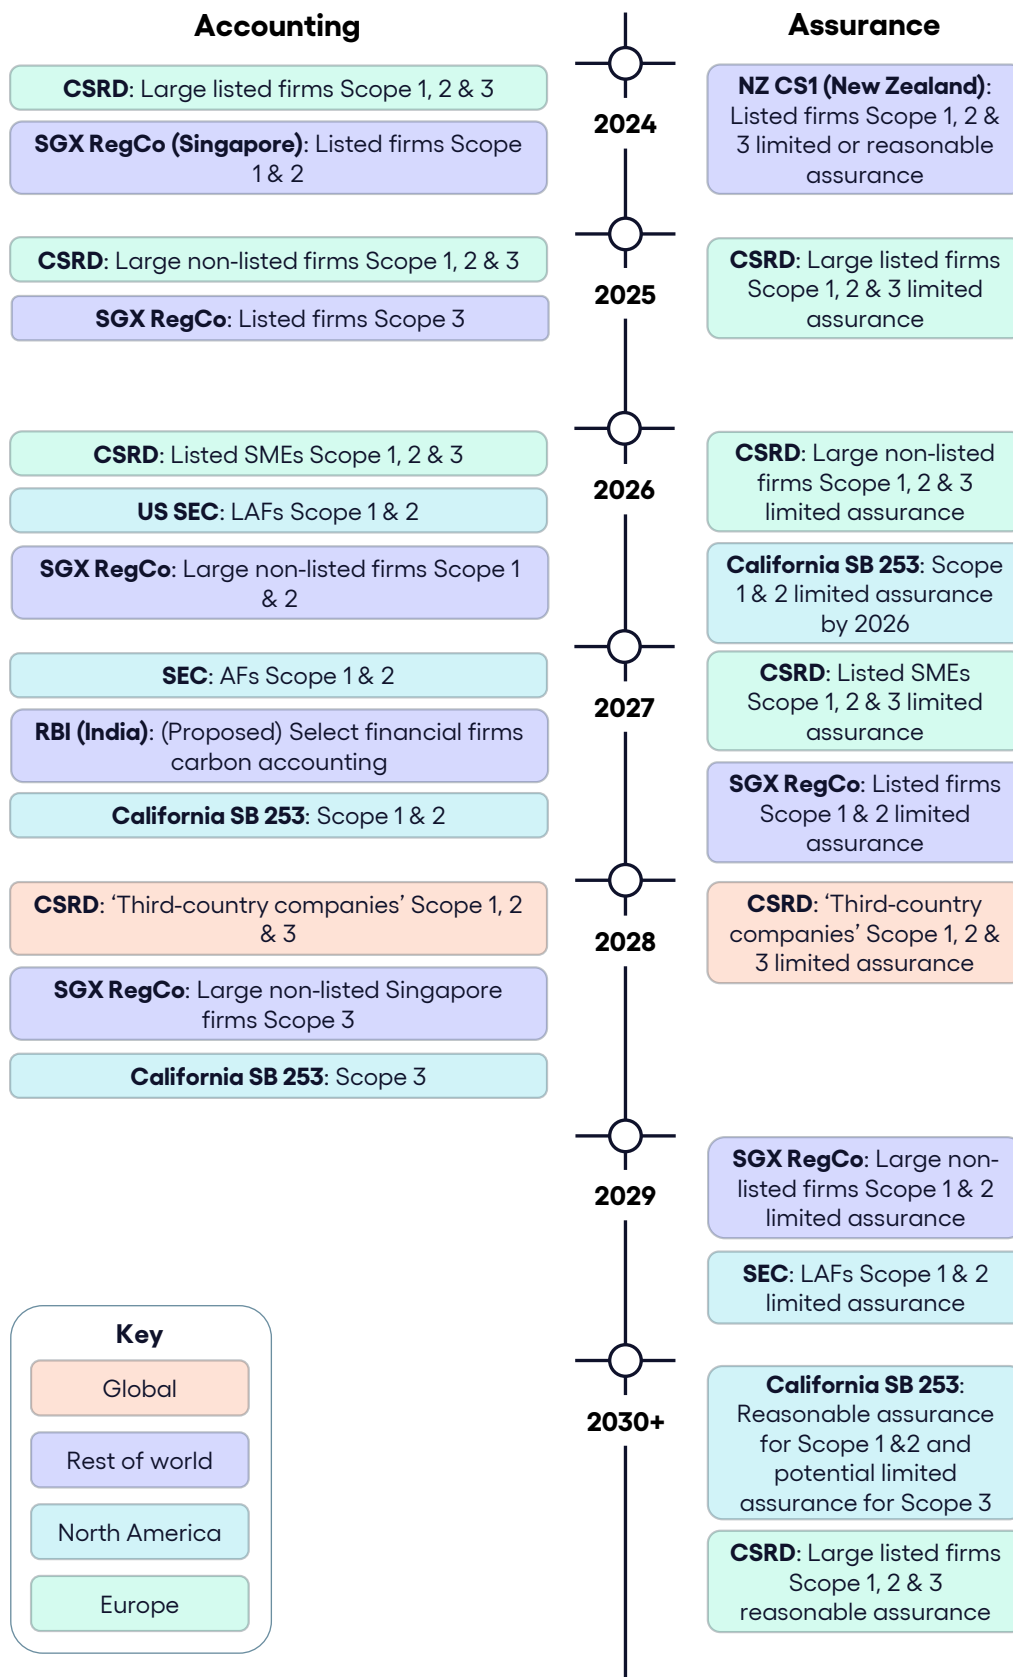 Accounting
Assurance
CSRD: Large listed firms Scope 1, 2 & 3
SGX RegCo (Singapore): Listed firms Scope
1 & 2
2024
NZ CS1 (New Zealand):
Listed firms Scope 1, 2 &
3 limited or reasonable
assurance
CSRD: Large non-listed firms Scope 1, 2 & 3
SGX RegCo: Listed firms Scope 3
2025
CSRD: Large listed firms
Scope 1, 2 & 3 limited
assurance
CSRD: Listed SMEs Scope 1, 2 & 3
US SEC: LAFs Scope 1 & 2
SGX RegCo: Large non-listed firms Scope 1
& 2
2026
CSRD: Large non-listed
firms Scope 1, 2 & 3
limited assurance
California SB 253: Scope
1 & 2 limited assurance
by 2026
SEC: AFs Scope 1 & 2
RBI (India): (Proposed) Select financial firms
carbon accounting
California SB 253: Scope 1 & 2
2027
CSRD: Listed SMEs
Scope 1, 2 & 3 limited
assurance
SGX RegCo: Listed firms
Scope 1 & 2 limited
assurance
CSRD: ‘Third-country companies’ Scope 1, 2
& 3
SGX RegCo: Large non-listed Singapore
firms Scope 3
California SB 253: Scope 3
2028
CSRD: ‘Third-country
companies’ Scope 1, 2 &
3 limited assurance
2029
SGX RegCo: Large non-
listed firms Scope 1 & 2
limited assurance
SEC: LAFs Scope 1 & 2
limited assurance
2030+
California SB 253:
Reasonable assurance
for Scope 1 &2 and
potential limited
assurance for Scope 3
CSRD: Large listed firms
Scope 1, 2 & 3
reasonable assurance
Key
Global
Rest of world
North America
Europe